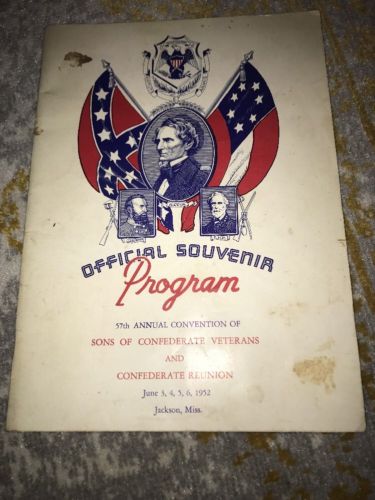 OFFICIAL SOUVENIR
Program
57th ANNUAL CONVENTION OF
SONS OF CONFEDERATE VETERANS
AND
CONFEDERATE REUNION
June 3, 4, 5, 6, 1952
Jackson, Miss.